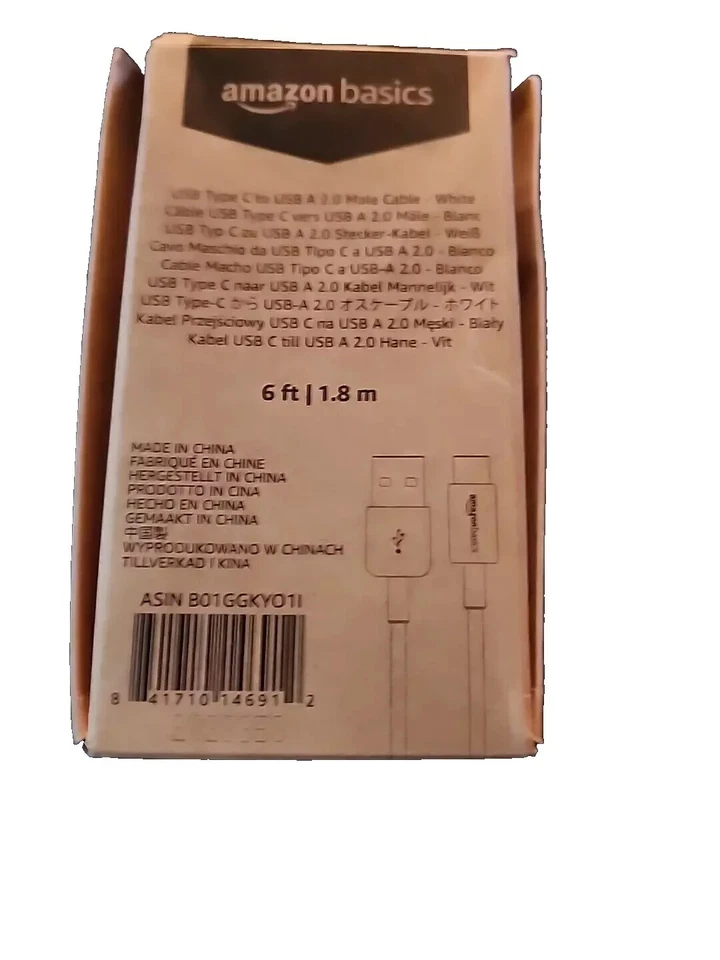 amazon basics
USB Type C to USB A 2.0 Male Cable - White
Câble USB Type C vers USB A 2.0 Mâle - Blanc
USB Typ C zu USB A 2.0 Stecker-Kabel - Weiß
Cavo Maschio da USB Tipo C a USB A 2.0 - Bianco
Cable Macho USB Tipo C a USB-A 2.0 - Blanco
USB Type C naar USB A 2.0 Kabel Mannelijk - Wit
USB Type-C から USB-A 2.0 オスケーブル - ホワイト
Kabel Przejsciowy USB C na USB A 2.0 Męski - Biały
Kabel USB C till USB A 2.0 Hane - Vit
6 ft | 1.8 m
MADE IN CHINA
FABRIQUÉ EN CHINE
HERGESTELLT IN CHINA
PRODOTTO IN CINA
HECHO EN CHINA
GEMAAKT IN CHINA
中国製
WYPRODUKOWANO W CHINACH
TILLVERKAD I KINA
amazonbasics
ASIN B01GGKYO1I
8 41710 14691 2